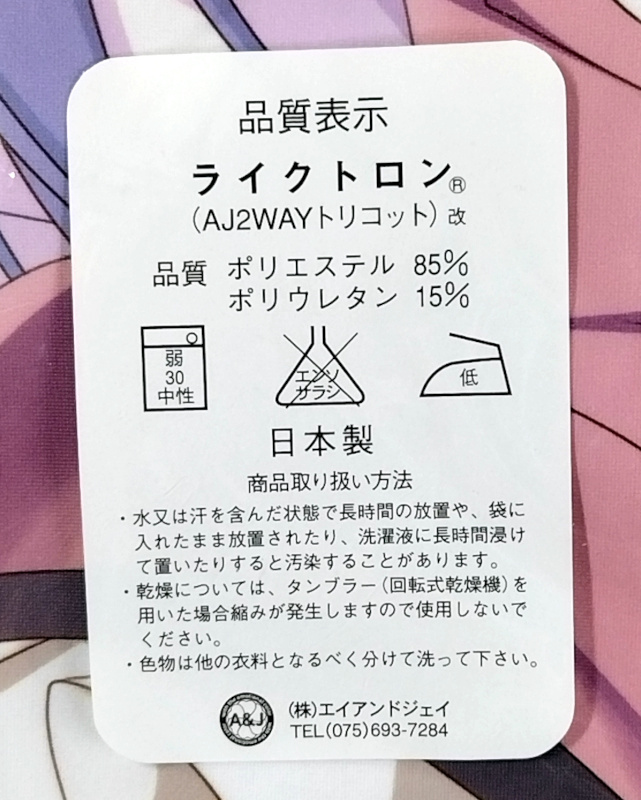 品質表示
ライクトロン®
（AJ2WAYトリコット）改
品質 ポリエステル 85%
ポリウレタン 15%
弱
30
中性
エンソ
サラシ
低
日本製
商品取り扱い方法
・水又は汗を含んだ状態で長時間の放置や、袋に
入れたまま放置されたり、洗濯液に長時間浸け
て置いたりすると汚染することがあります。
・乾燥については、タンブラー（回転式乾燥機）を
用いた場合縮みが発生しますので使用しないで
ください。
・色物は他の衣料となるべく分けて洗って下さい。
A&J
（株）エイアンドジェイ
TEL(075)693-7284